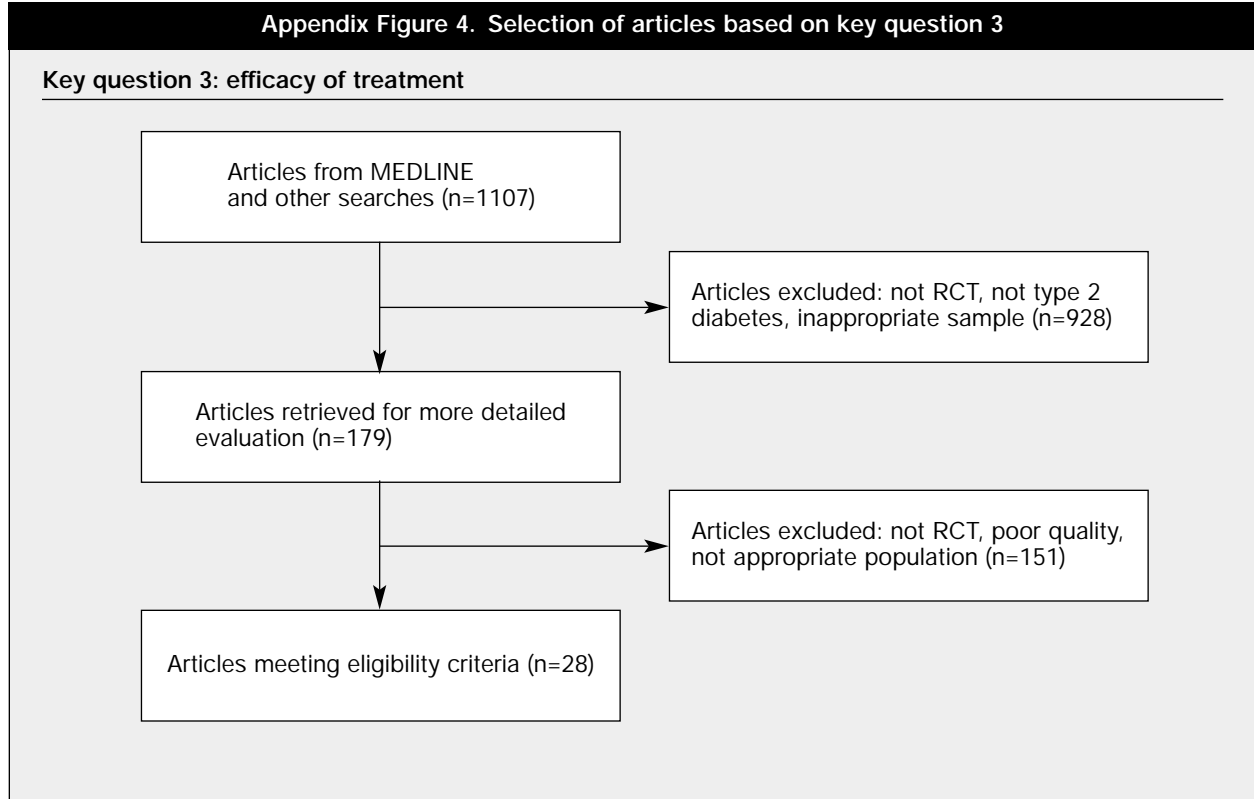 Appendix Figure 4. Selection of articles based on key question 3
Key question 3: efficacy of treatment
Articles from MEDLINE
and other searches (n=1107)
Articles excluded: not RCT, not type 2
diabetes, inappropriate sample (n=928)
Articles retrieved for more detailed
evaluation (n=179)
Articles excluded: not RCT, poor quality,
not appropriate population (n=151)
Articles meeting eligibility criteria (n=28)